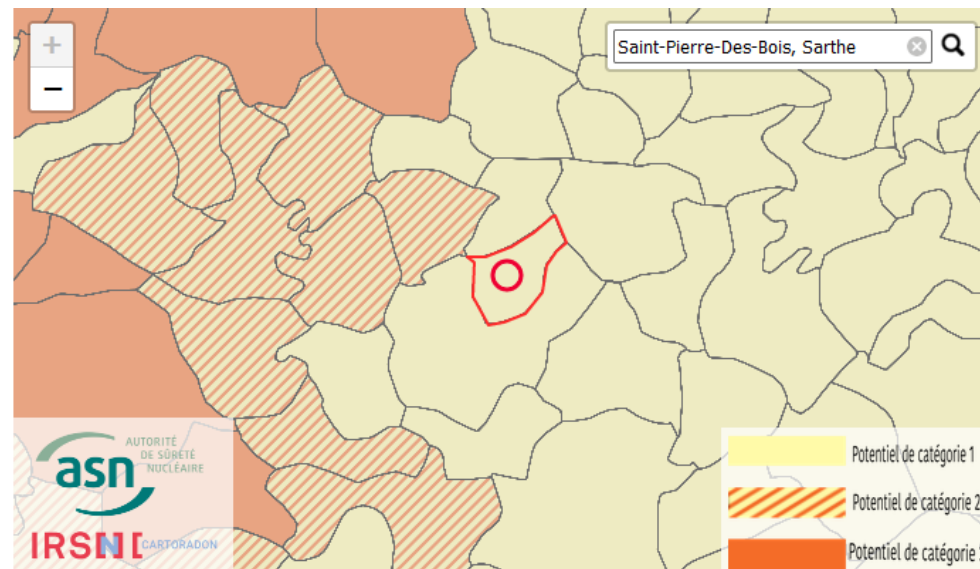 +
Saint-Pierre-Des-Bois, Sarthe
−
AUTORITÉ
DE SÛRETÉ
NUCLÉAIRE
asn
IRSN [ CARTORADON
Potentiel de catégorie 1
Potentiel de catégorie 2
Potentiel de catégorie